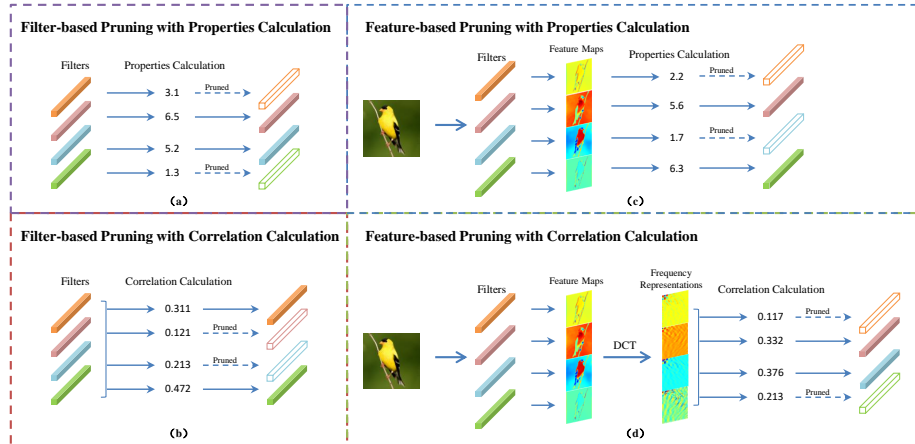 Filter-based Pruning with Properties Calculation
Filters Properties Calculation
3.1 Pruned
6.5
5.2
1.3 Pruned
(a)
Feature-based Pruning with Properties Calculation
Filters Feature Maps Properties Calculation
2.2 Pruned
5.6
1.7 Pruned
6.3
(c)
Filter-based Pruning with Correlation Calculation
Filters Correlation Calculation
0.311
0.121 Pruned
0.213 Pruned
0.472
(b)
Feature-based Pruning with Correlation Calculation
Filters Feature Maps Frequency
Representations Correlation Calculation
DCT
0.117 Pruned
0.332
0.376
0.213 Pruned
(d)